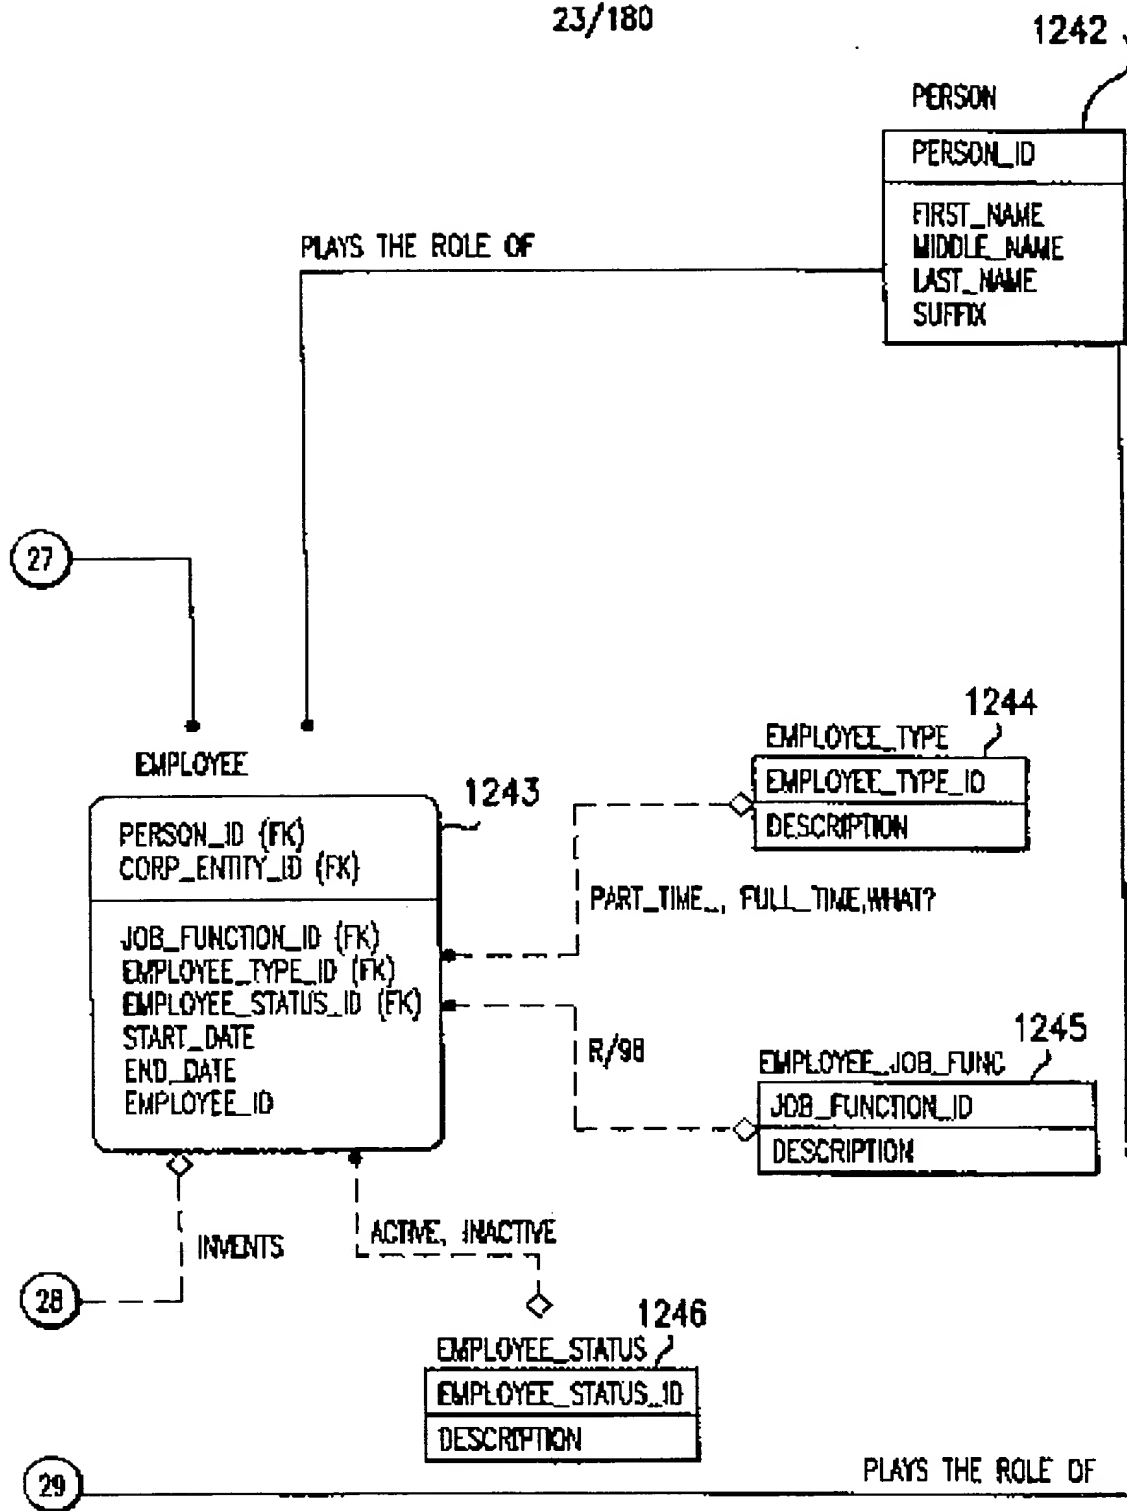 23/180
1242
PERSON
PERSON_ID
FIRST_NAME
MIDDLE_NAME
LAST_NAME
SUFFIX
PLAYS THE ROLE OF
27
EMPLOYEE
1243
PERSON_ID (FK)
CORP_ENTITY_ID (FK)
JOB_FUNCTION_ID (FK)
EMPLOYEE_TYPE_ID (FK)
EMPLOYEE_STATUS_ID (FK)
START_DATE
END_DATE
EMPLOYEE_ID
1244
EMPLOYEE_TYPE
EMPLOYEE_TYPE_ID
DESCRIPTION
PART_TIME_, FULL_TIME,WHAT?
R/98
1245
EMPLOYEE_JOB_FUNC
JOB_FUNCTION_ID
DESCRIPTION
INVENTS
28
ACTIVE, INACTIVE
1246
EMPLOYEE_STATUS
EMPLOYEE_STATUS_ID
DESCRIPTION
29
PLAYS THE ROLE OF